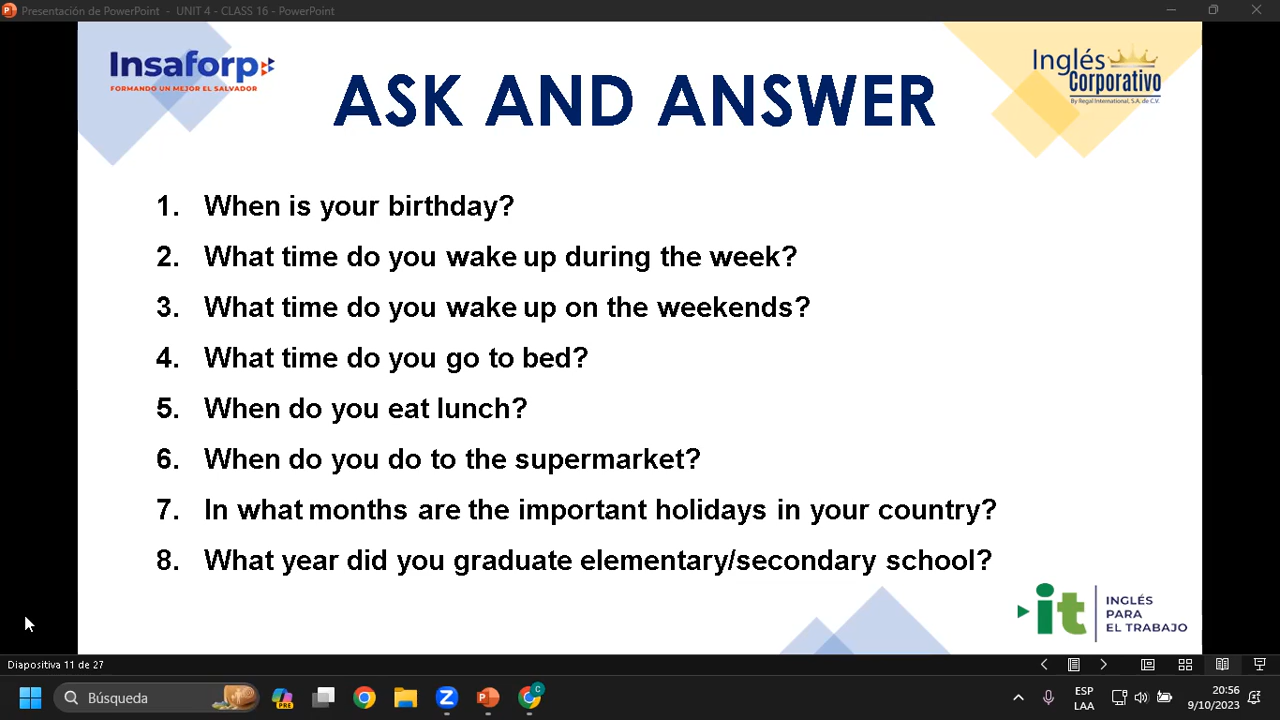 Presentación de PowerPoint - UNIT 4 - CLASS 16 - PowerPoint
Insaforp
FORMANDO UN MEJOR EL SALVADOR
Inglés
Corporativo
By Regal International, S.A. de C.V.
ASK AND ANSWER
1. When is your birthday?
2. What time do you wake up during the week?
3. What time do you wake up on the weekends?
4. What time do you go to bed?
5. When do you eat lunch?
6. When do you do to the supermarket?
7. In what months are the important holidays in your country?
8. What year did you graduate elementary/secondary school?
it
INGLÉS
PARA
EL TRABAJO
Diapositiva 11 de 27
Búsqueda
PRE
C
ESP
LAA
20:56
9/10/2023